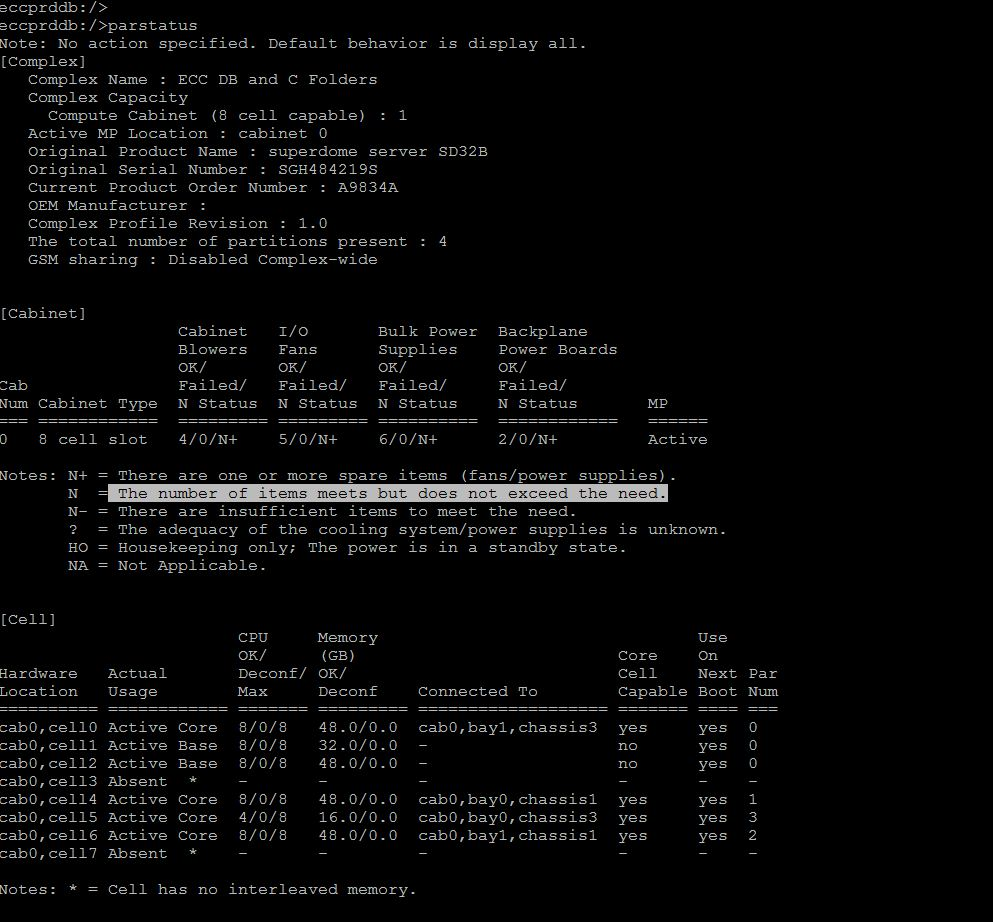 eccprddb:/>
eccprddb:/>parstatus
Note: No action specified. Default behavior is display all.
[Complex]
   Complex Name : ECC DB and C Folders
   Complex Capacity
     Compute Cabinet (8 cell capable) : 1
   Active MP Location : cabinet 0
   Original Product Name : superdome server SD32B
   Original Serial Number : SGH484219S
   Current Product Order Number : A9834A
   OEM Manufacturer :
   Complex Profile Revision : 1.0
   The total number of partitions present : 4
   GSM sharing : Disabled Complex-wide
[Cabinet]
                  Cabinet   I/O       Bulk Power  Backplane
                  Blowers   Fans      Supplies    Power Boards
                  OK/       OK/       OK/         OK/
Cab               Failed/   Failed/   Failed/     Failed/
Num Cabinet Type  N Status  N Status  N Status    N Status       MP
=== ============  ========= ========= ==========  ============   ======
0   8 cell slot   4/0/N+    5/0/N+    6/0/N+      2/0/N+         Active
Notes: N+ = There are one or more spare items (fans/power supplies).
       N  = The number of items meets but does not exceed the need.
       N- = There are insufficient items to meet the need.
       ?  = The adequacy of the cooling system/power supplies is unknown.
       HO = Housekeeping only; The power is in a standby state.
       NA = Not Applicable.
[Cell]
                        CPU     Memory                                Use
                        OK/     (GB)                          Core    On
Hardware   Actual       Deconf/ OK/                           Cell    Next Par
Location   Usage        Max     Deconf    Connected To        Capable Boot Num
========== ============ ======= ========= =================== ======= ==== ===
cab0,cell0 Active Core  8/0/8   48.0/0.0  cab0,bay1,chassis3  yes     yes  0
cab0,cell1 Active Base  8/0/8   32.0/0.0  -                   no      yes  0
cab0,cell2 Active Base  8/0/8   48.0/0.0  -                   no      yes  0
cab0,cell3 Absent  *    -       -         -                   -       -    -
cab0,cell4 Active Core  8/0/8   48.0/0.0  cab0,bay0,chassis1  yes     yes  1
cab0,cell5 Active Core  4/0/8   16.0/0.0  cab0,bay0,chassis3  yes     yes  3
cab0,cell6 Active Core  8/0/8   48.0/0.0  cab0,bay1,chassis1  yes     yes  2
cab0,cell7 Absent  *    -       -         -                   -       -    -
Notes: * = Cell has no interleaved memory.